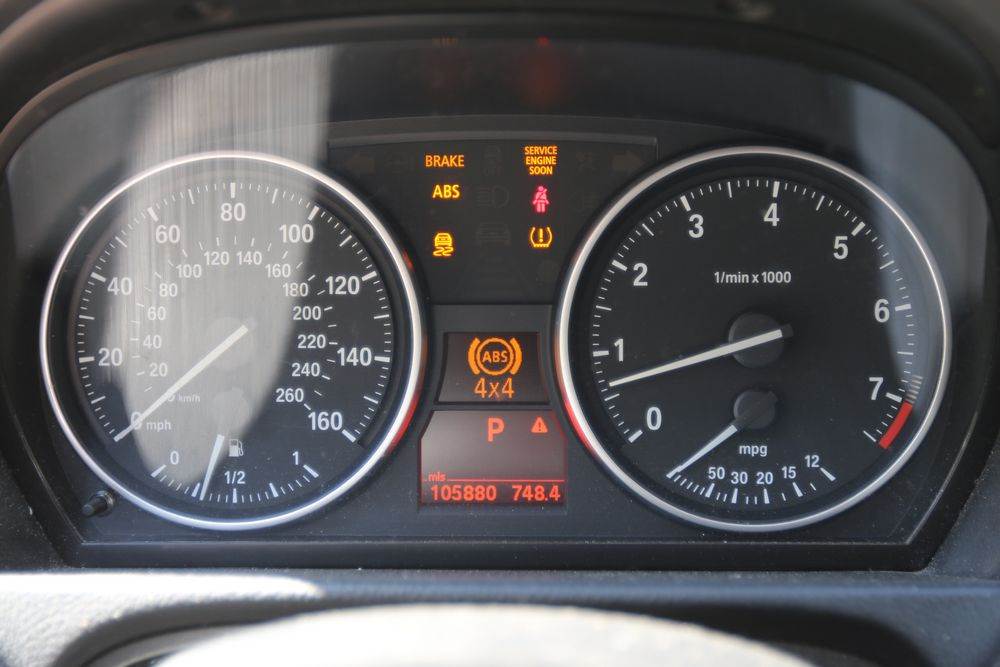 BRAKE
ABS
SERVICE
ENGINE
SOON
20
40
60
80
100
120
140
160
0 mph
20
40
60
80
100
120
140
160
180
200
220
240
260
km/h
0
1/2
1
ABS
4x4
P
mls
105880 748.4
0
1
2
3
4
5
6
7
1/min x 1000
mpg
50
30
20
15
12